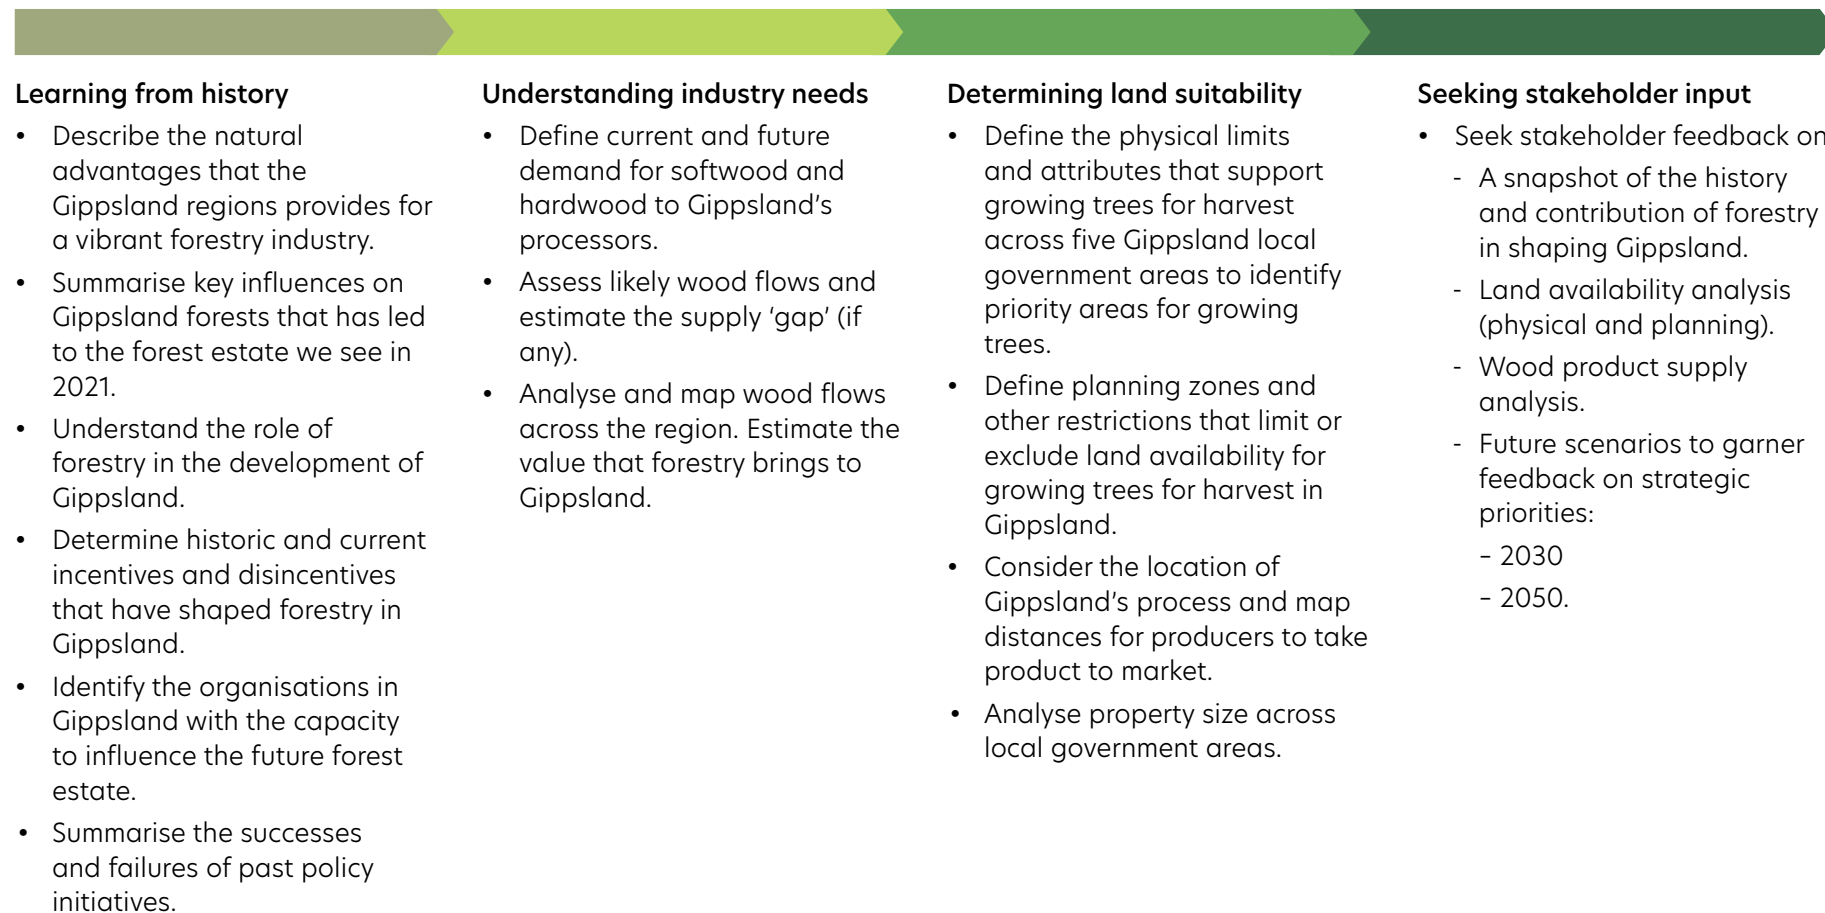 Learning from history
• Describe the natural
advantages that the
Gippsland regions provides for
a vibrant forestry industry.
• Summarise key influences on
Gippsland forests that has led
to the forest estate we see in
2021.
• Understand the role of
forestry in the development of
Gippsland.
• Determine historic and current
incentives and disincentives
that have shaped forestry in
Gippsland.
• Identify the organisations in
Gippsland with the capacity
to influence the future forest
estate.
• Summarise the successes
and failures of past policy
initiatives.
Understanding industry needs
• Define current and future
demand for softwood and
hardwood to Gippsland’s
processors.
• Assess likely wood flows and
estimate the supply ‘gap’ (if
any).
• Analyse and map wood flows
across the region. Estimate the
value that forestry brings to
Gippsland.
Determining land suitability
• Define the physical limits
and attributes that support
growing trees for harvest
across five Gippsland local
government areas to identify
priority areas for growing
trees.
• Define planning zones and
other restrictions that limit or
exclude land availability for
growing trees for harvest in
Gippsland.
• Consider the location of
Gippsland’s process and map
distances for producers to take
product to market.
• Analyse property size across
local government areas.
Seeking stakeholder input
• Seek stakeholder feedback on
- A snapshot of the history
and contribution of forestry
in shaping Gippsland.
- Land availability analysis
(physical and planning).
- Wood product supply
analysis.
- Future scenarios to garner
feedback on strategic
priorities:
– 2030
– 2050.